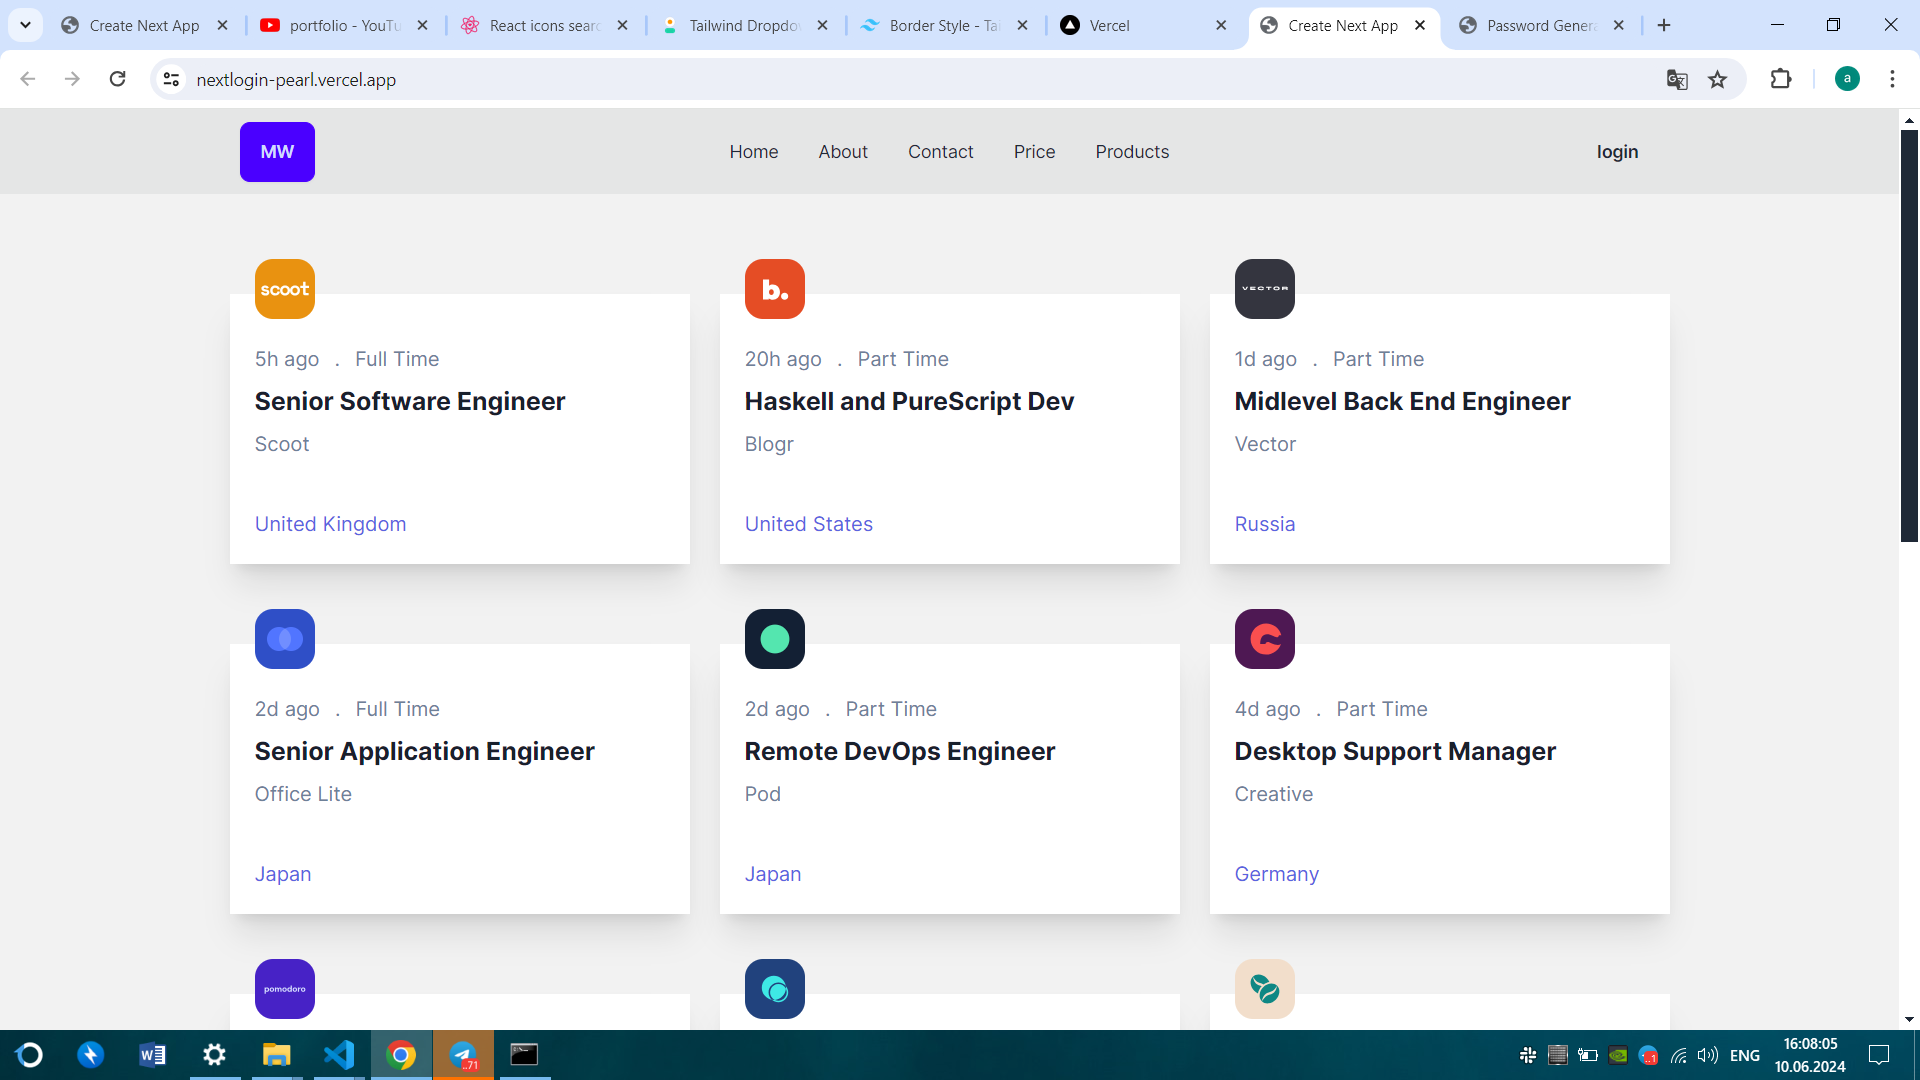 Create Next App
portfolio - YouTu
React icons searc
Tailwind Dropdov
Border Style - Tai
Vercel
Create Next App
Password Genera
nextlogin-pearl.vercel.app
a
MW
Home
About
Contact
Price
Products
login
scoot
b.
VECTOR
5h ago . Full Time
20h ago . Part Time
1d ago . Part Time
Senior Software Engineer
Haskell and PureScript Dev
Midlevel Back End Engineer
Scoot
Blogr
Vector
United Kingdom
United States
Russia
2d ago . Full Time
2d ago . Part Time
4d ago . Part Time
Senior Application Engineer
Remote DevOps Engineer
Desktop Support Manager
Office Lite
Pod
Creative
Japan
Japan
Germany
pomodoro
..71
..1
ENG
16:08:05
10.06.2024